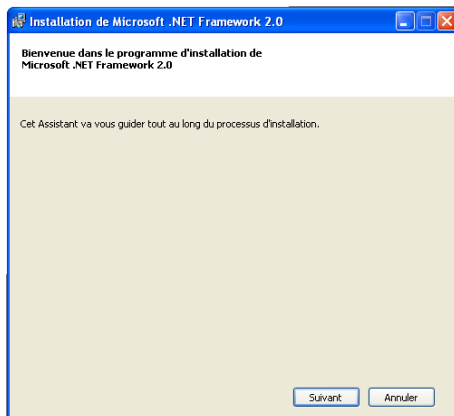 Installation de Microsoft .NET Framework 2.0
Bienvenue dans le programme d'installation de
Microsoft .NET Framework 2.0
Cet Assistant va vous guider tout au long du processus d'installation.
Suivant
Annuler